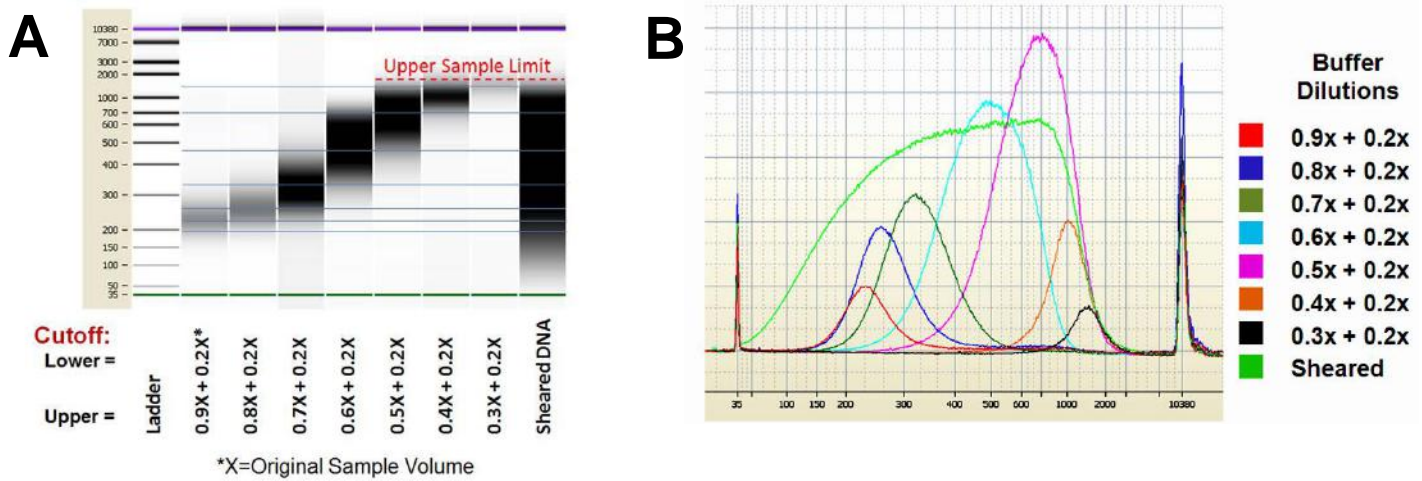 A
10380
7000
3000
2000
1000
700
600
500
400
300
200
150
100
50
35
Upper Sample Limit
Cutoff:
Lower =
Upper =
Ladder
0.9X + 0.2X*
0.8X + 0.2X
0.7X + 0.2X
0.6X + 0.2X
0.5X + 0.2X
0.4X + 0.2X
0.3X + 0.2X
Sheared DNA
*X=Original Sample Volume
B
35 100 150 200 300 400 500 600 1000 2000 10380
Buffer
Dilutions
0.9x + 0.2x
0.8x + 0.2x
0.7x + 0.2x
0.6x + 0.2x
0.5x + 0.2x
0.4x + 0.2x
0.3x + 0.2x
Sheared